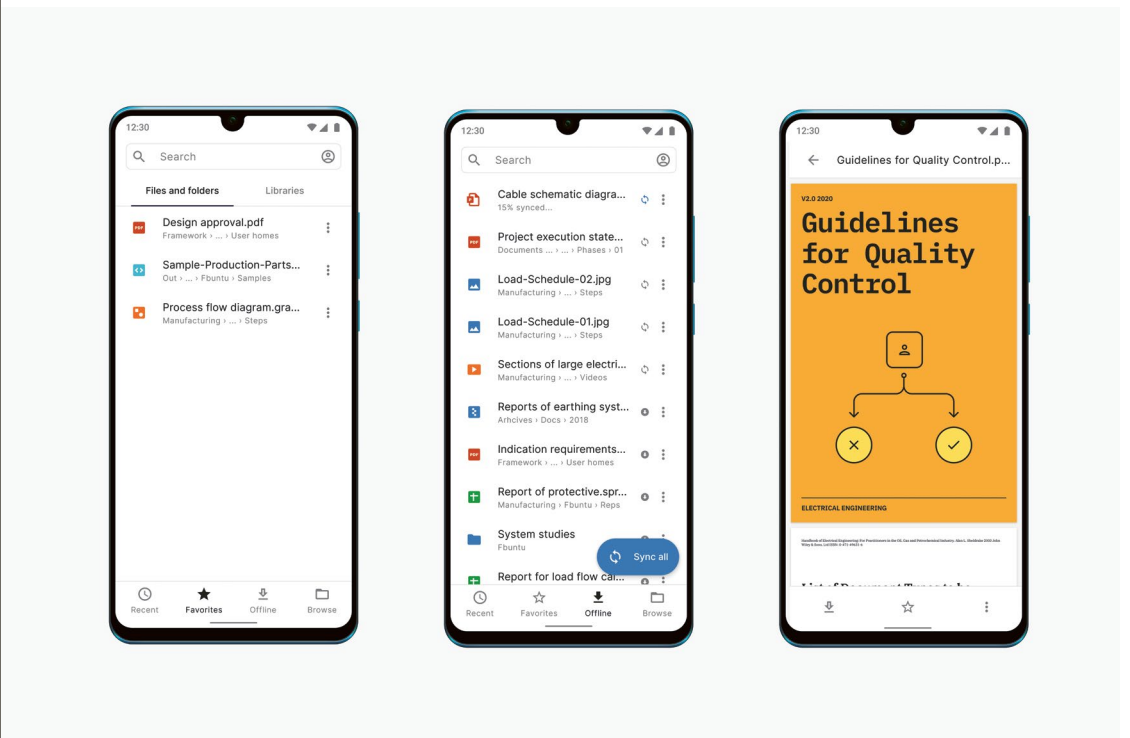 12:30
Search
Files and folders
Libraries
PDF
Design approval.pdf
Framework › ... › User homes
Sample-Production-Parts...
Out › ... › Fbuntu › Samples
Process flow diagram.gra...
Manufacturing › ... › Steps
Recent
Favorites
Offline
Browse
12:30
Search
Cable schematic diagra...
15% synced...
PDF
Project execution state...
Documents ... › ... › Phases › 01
Load-Schedule-02.jpg
Manufacturing › ... › Steps
Load-Schedule-01.jpg
Manufacturing › ... › Steps
Sections of large electri...
Manufacturing › ... › Videos
Reports of earthing syst...
Arhcives › Docs › 2018
PDF
Indication requirements...
Framework › ... › User homes
Report of protective.spr...
Manufacturing › Fbuntu › Reps
System studies
Fbuntu
Sync all
Report for load flow cal...
Recent
Favorites
Offline
Browse
12:30
Guidelines for Quality Control.p...
V2.0 2020
Guidelines
for Quality
Control
ELECTRICAL ENGINEERING